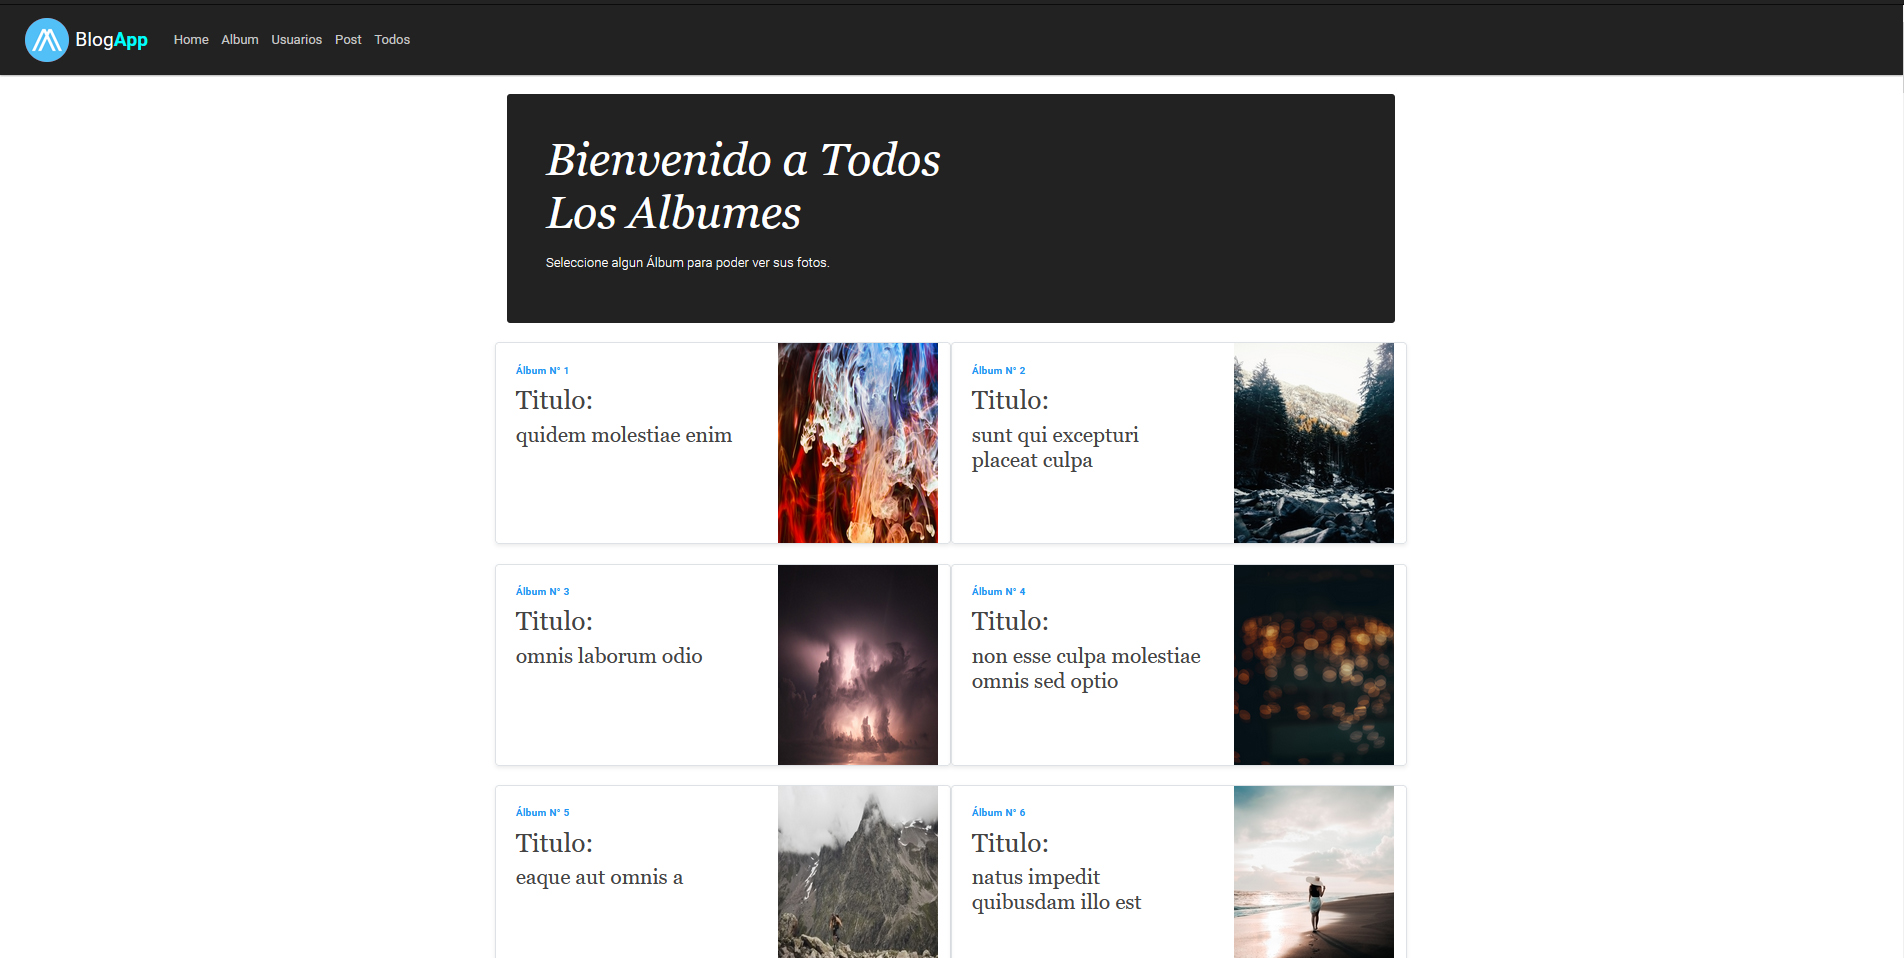 BlogApp Home Album Usuarios Post Todos
Bienvenido a Todos
Los Albumes
Seleccione algun Álbum para poder ver sus fotos.
Álbum N° 1
Titulo:
quidem molestiae enim
Álbum N° 2
Titulo:
sunt qui excepturi
placeat culpa
Álbum N° 3
Titulo:
omnis laborum odio
Álbum N° 4
Titulo:
non esse culpa molestiae
omnis sed optio
Álbum N° 5
Titulo:
eaque aut omnis a
Álbum N° 6
Titulo:
natus impedit
quibusdam illo est